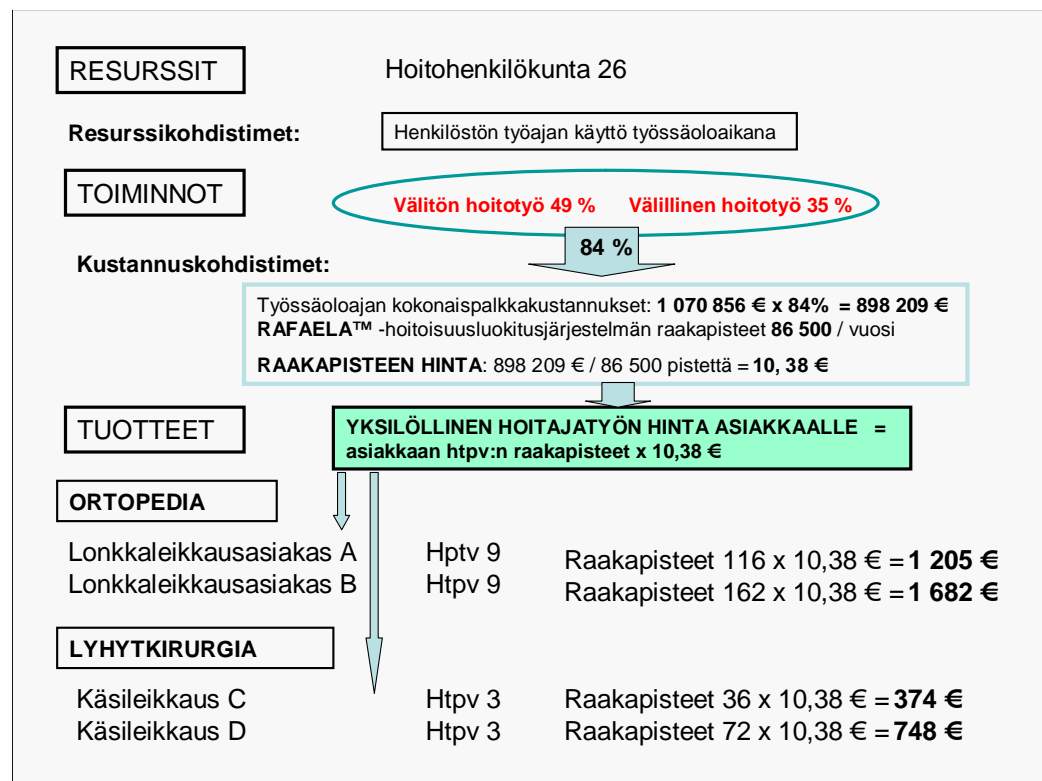 RESURSSIT Hoitohenkilökunta 26
Resurssikohdistimet: Henkilöstön työajan käyttö työssäoloaikana
TOIMINNOT
Välitön hoitotyö 49 % Välillinen hoitotyö 35 %
84 %
Kustannuskohdistimet:
Työssäoloajan kokonaispalkkakustannukset: 1 070 856 € x 84% = 898 209 €
RAFAELA™ -hoitoisuusluokitusjärjestelmän raakapisteet 86 500 / vuosi
RAAKAPISTEEN HINTA: 898 209 € / 86 500 pistettä = 10, 38 €
TUOTTEET
YKSILÖLLINEN HOITAJATYÖN HINTA ASIAKKAALLE =
asiakkaan htpv:n raakapisteet x 10,38 €
ORTOPEDIA
Lonkkaleikkausasiakas A Hptv 9 Raakapisteet 116 x 10,38 € = 1 205 €
Lonkkaleikkausasiakas B Htpv 9 Raakapisteet 162 x 10,38 € = 1 682 €
LYHYTKIRURGIA
Käsileikkaus C Htpv 3 Raakapisteet 36 x 10,38 € = 374 €
Käsileikkaus D Htpv 3 Raakapisteet 72 x 10,38 € = 748 €